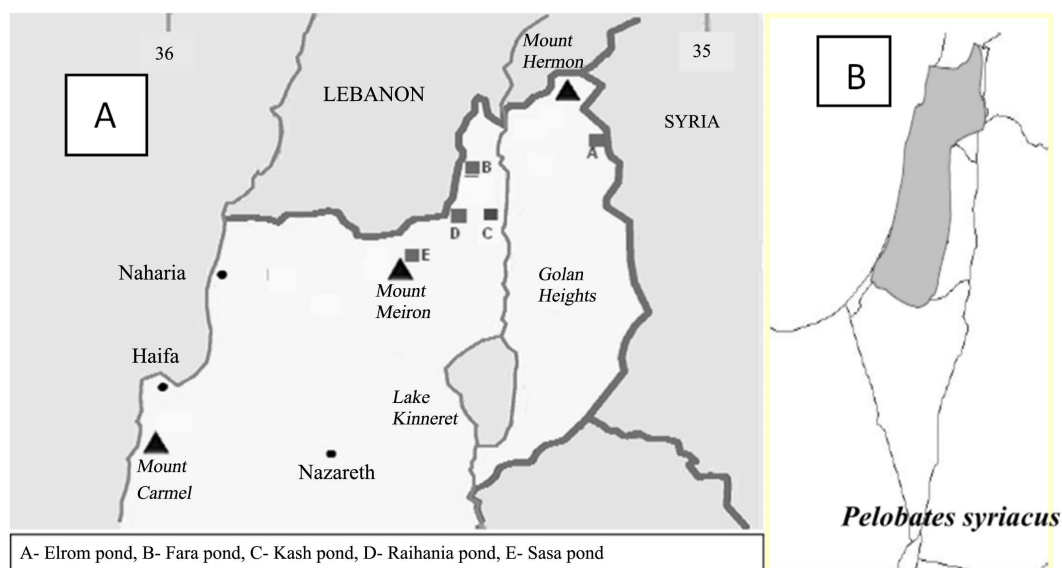 A
36
LEBANON
Mount
Hermon
35
SYRIA
A
B
D
C
E
Naharia
Mount
Meiron
Golan
Heights
Haifa
Lake
Kinneret
Mount
Carmel
Nazareth
A- Elrom pond, B- Fara pond, C- Kash pond, D- Raihania pond, E- Sasa pond
B
Pelobates syriacus